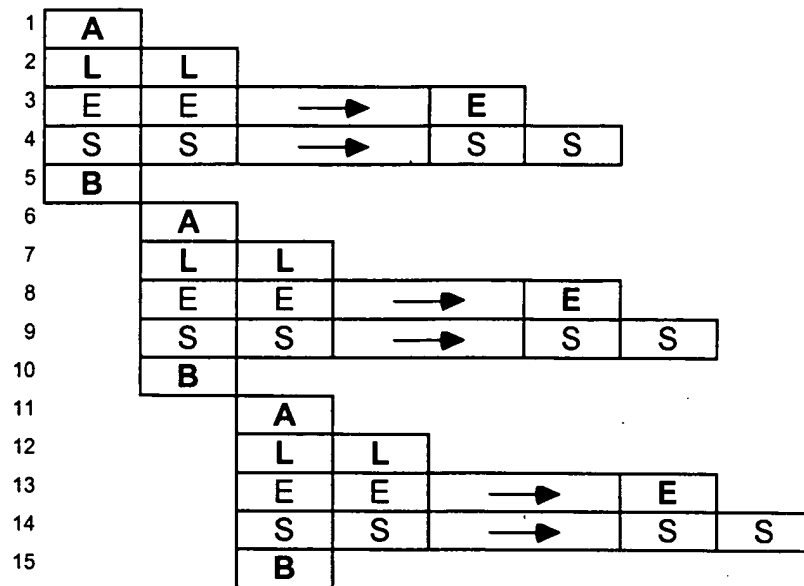 1 A
2 L L
3 E E → E
4 S S → S S
5 B
6 A
7 L L
8 E E → E
9 S S → S S
10 B
11 A
12 L L
13 E E → E
14 S S → S S
15 B